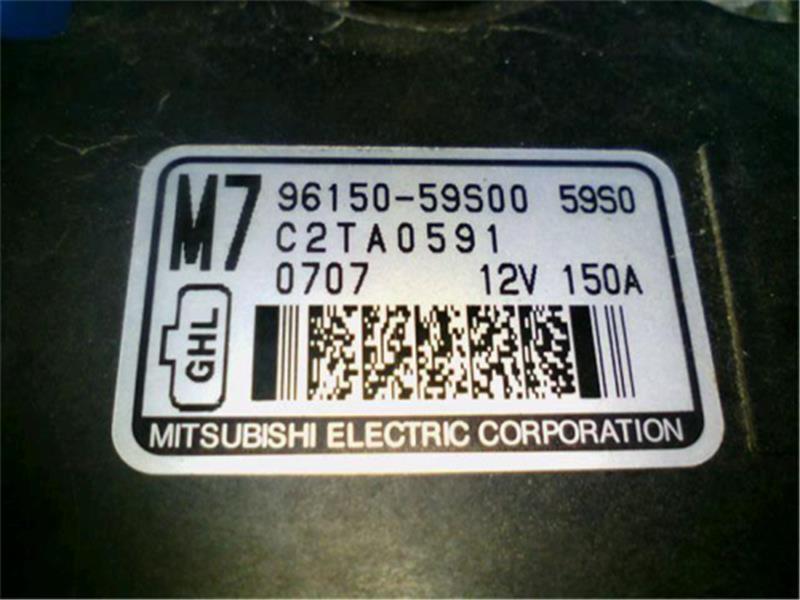 M7
96150-59S00 59S0
C2TA0591
0707 12V 150A
GHL
MITSUBISHI ELECTRIC CORPORATION